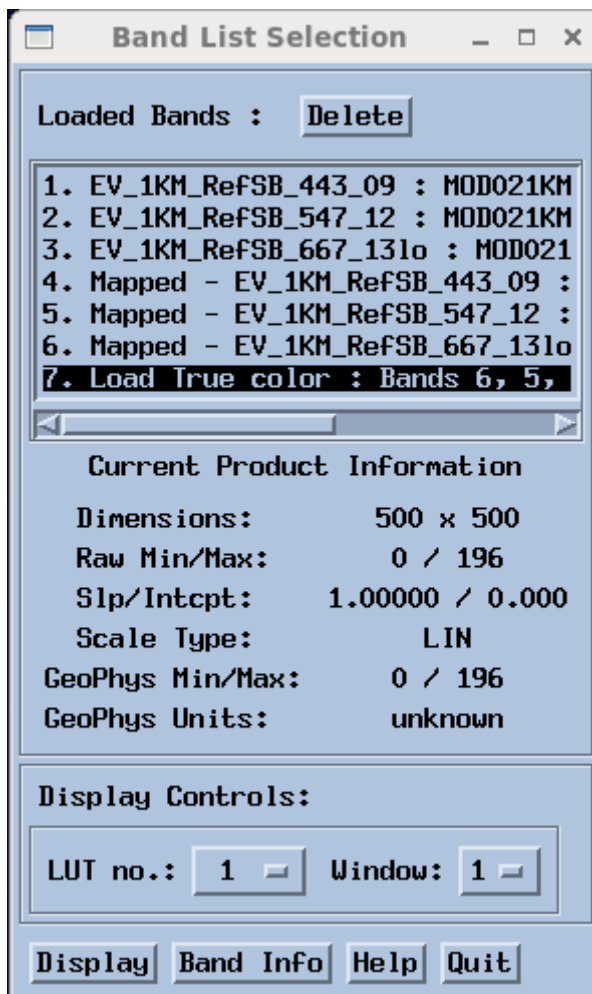 Band List Selection
Loaded Bands : Delete
1. EV_1KM_RefSB_443_09 : MOD021KM
2. EV_1KM_RefSB_547_12 : MOD021KM
3. EV_1KM_RefSB_667_13lo : MOD021
4. Mapped - EV_1KM_RefSB_443_09 :
5. Mapped - EV_1KM_RefSB_547_12 :
6. Mapped - EV_1KM_RefSB_667_13lo
7. Load True color : Bands 6, 5,
Current Product Information
Dimensions: 500 x 500
Raw Min/Max: 0 / 196
Slp/Intcpt: 1.00000 / 0.000
Scale Type: LIN
GeoPhys Min/Max: 0 / 196
GeoPhys Units: unknown
Display Controls:
LUT no.: 1 Window: 1
Display Band Info Help Quit